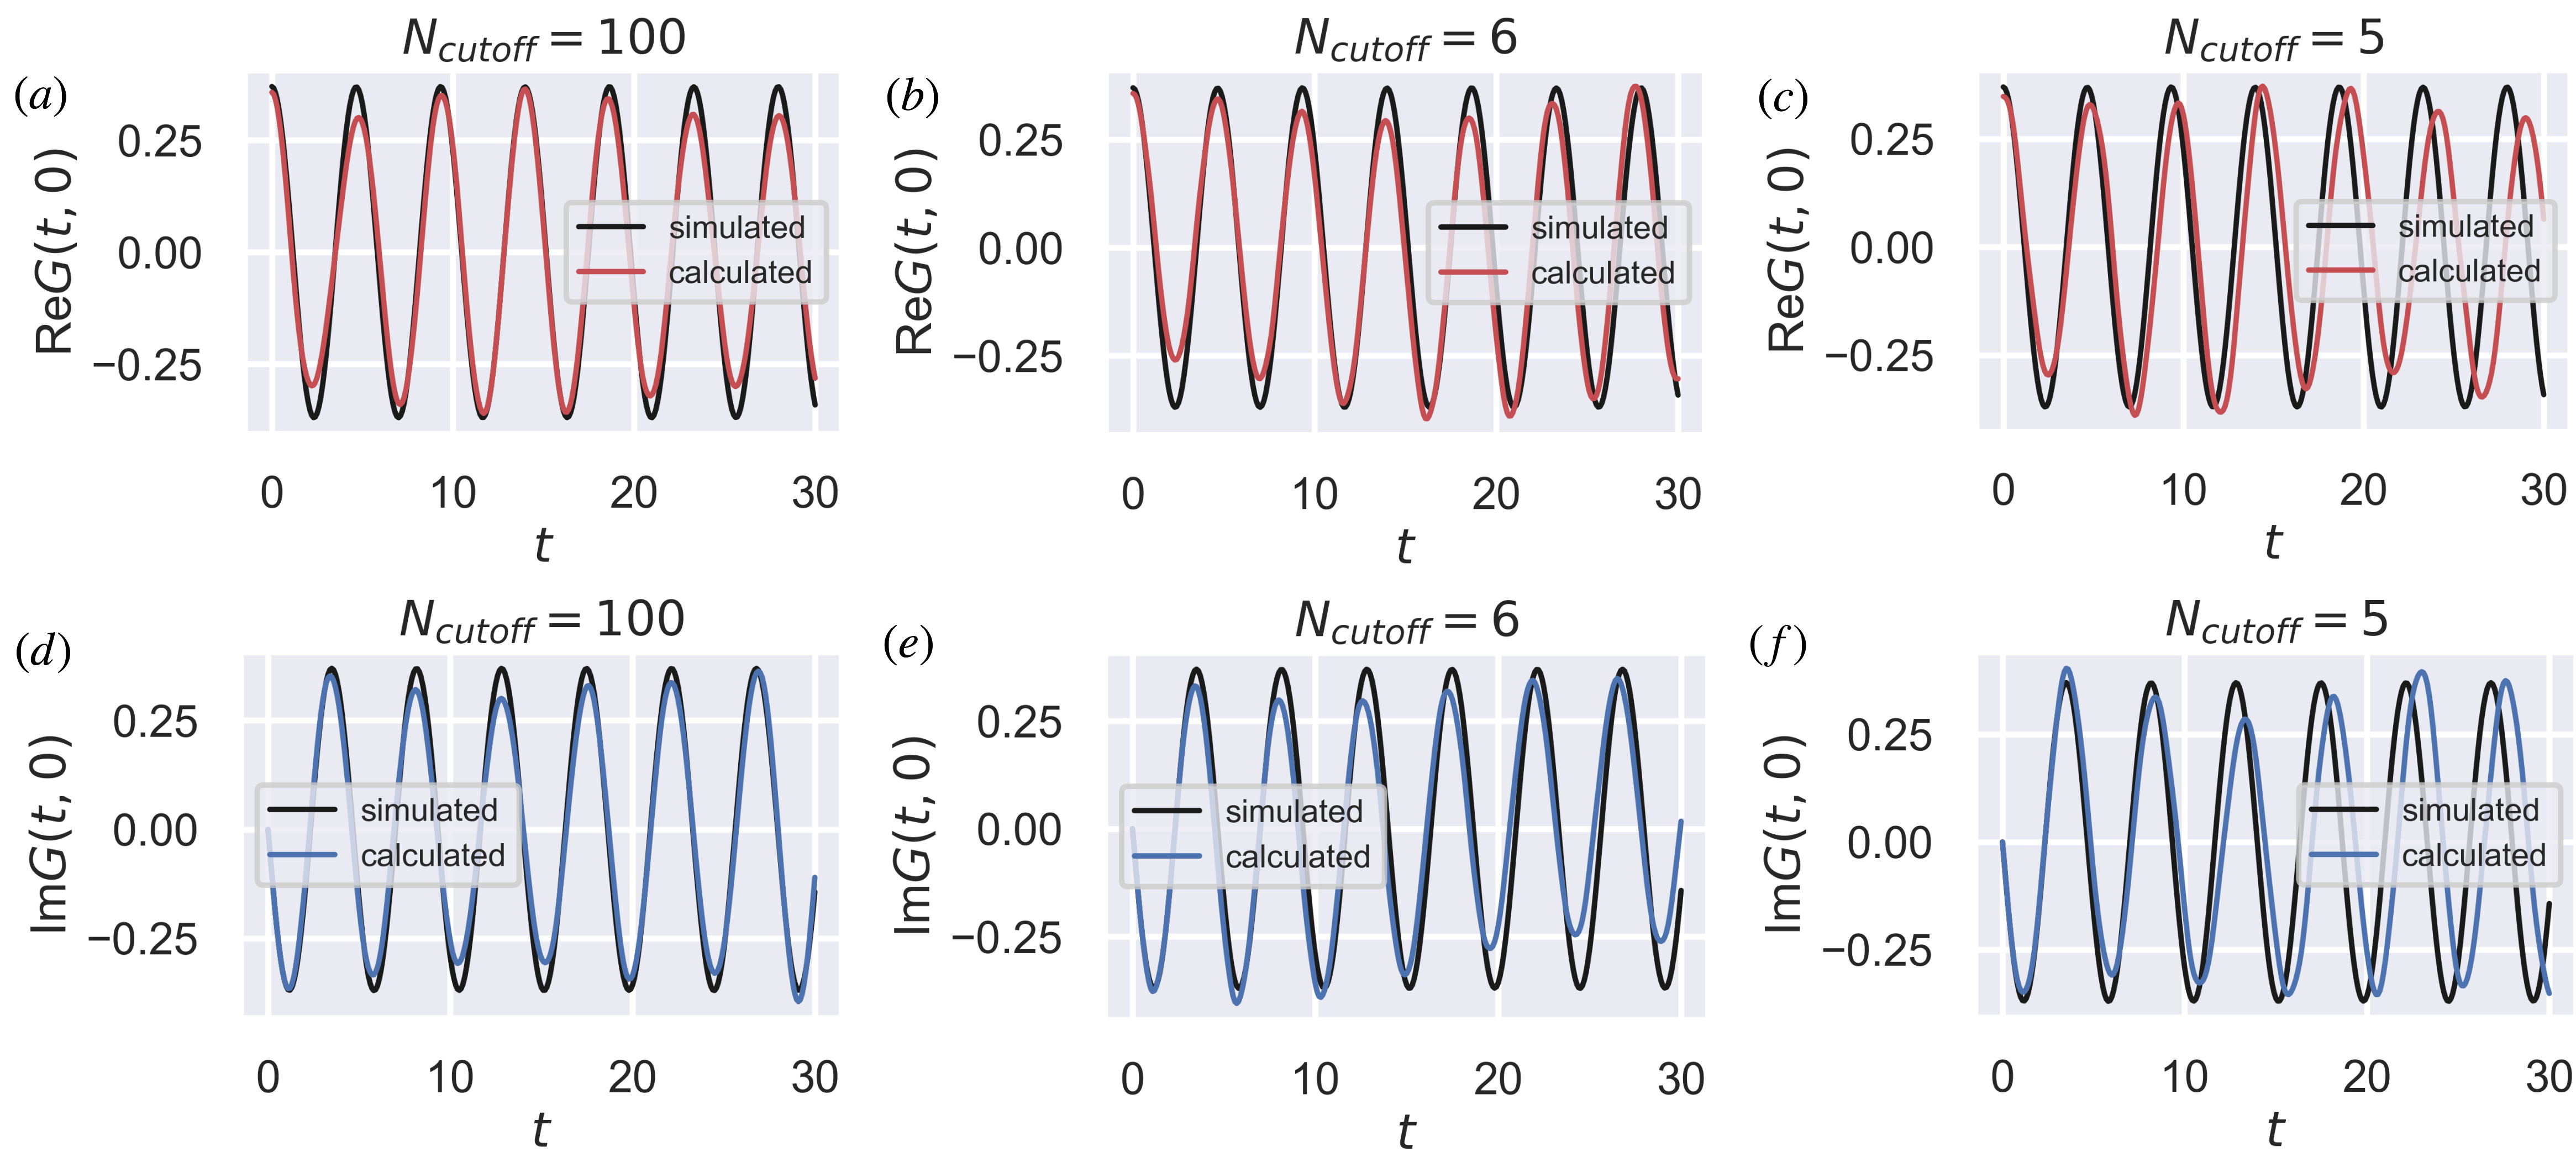 N_cutoff = 100
(a)
ReG(t, 0)
0.25
0.00
−0.25
simulated
calculated
0 10 20 30
t
N_cutoff = 6
(b)
ReG(t, 0)
0.25
0.00
−0.25
simulated
calculated
0 10 20 30
t
N_cutoff = 5
(c)
ReG(t, 0)
0.25
0.00
−0.25
simulated
calculated
0 10 20 30
t
N_cutoff = 100
(d)
ImG(t, 0)
0.25
0.00
−0.25
simulated
calculated
0 10 20 30
t
N_cutoff = 6
(e)
ImG(t, 0)
0.25
0.00
−0.25
simulated
calculated
0 10 20 30
t
N_cutoff = 5
(f)
ImG(t, 0)
0.25
0.00
−0.25
simulated
calculated
0 10 20 30
t